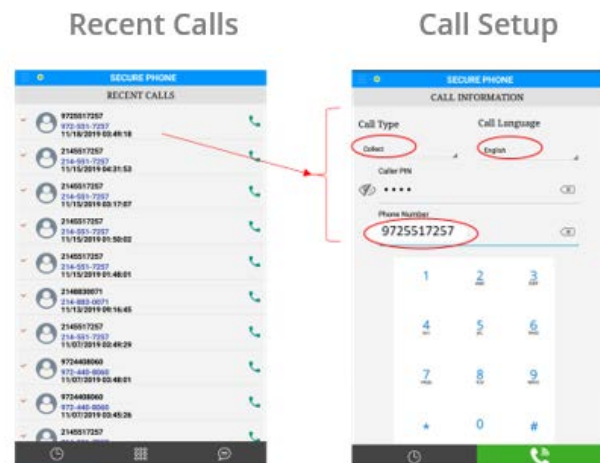 Recent Calls
SECURE PHONE
RECENT CALLS
9725517257
972-551-7257
11/18/2019 03:49:18
2145517257
214-551-7257
11/15/2019 04:31:53
2145517257
214-551-7257
11/15/2019 03:17:07
2145517257
214-551-7257
11/15/2019 01:50:02
2145517257
214-551-7257
11/15/2019 01:48:01
2148830071
214-883-0071
11/13/2019 09:16:45
2145517257
214-551-7257
11/07/2019 03:49:29
9724408060
972-440-8060
11/07/2019 03:48:01
9724408060
972-440-8060
11/07/2019 03:45:26
2145517257
Call Setup
SECURE PHONE
CALL INFORMATION
Call Type Call Language
Collect English
Caller PIN
••••
Phone Number
9725517257
1 2 3
4 5 6
7 8 9
* 0 #